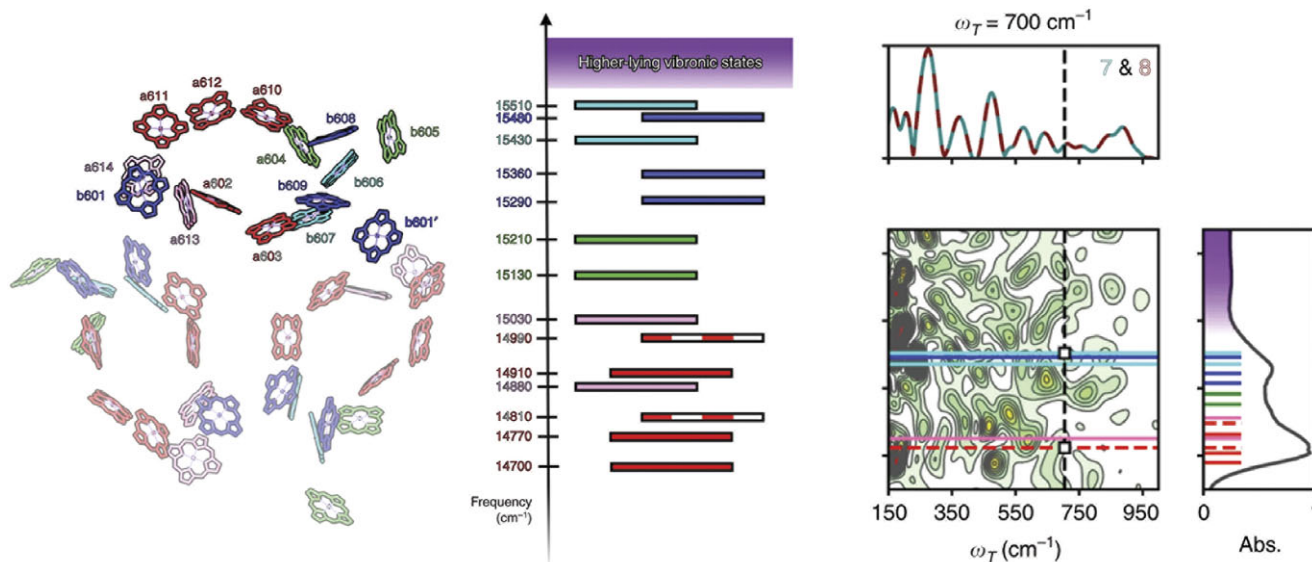 a612
a611
a610
b608
b605
a604
a614
b601
a602
b609
b606
a613
b607
b601′
a603
Higher-lying vibronic states
15510
15480
15430
15360
15290
15210
15130
15030
14990
14910
14880
14810
14770
14700
Frequency
(cm⁻¹)
ω_T = 700 cm⁻¹
7 & 8
150 350 550 750 950
ω_T (cm⁻¹)
0
Abs.